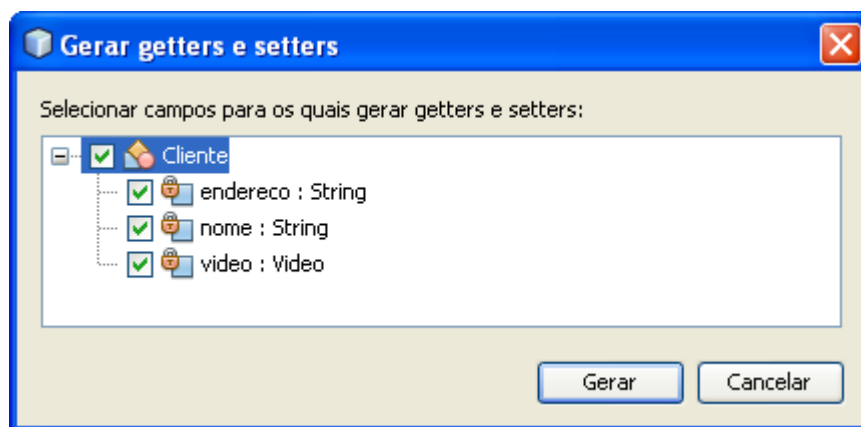 Gerar getters e setters
Selecionar campos para os quais gerar getters e setters:
Cliente
endereco : String
nome : String
video : Video
Gerar
Cancelar